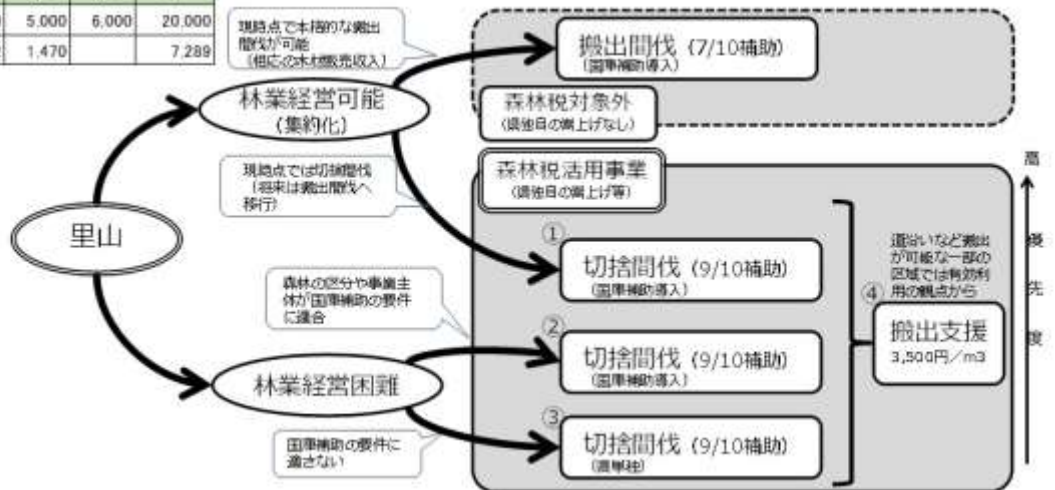 5,000 6,000 20,000
1,470 7,289
現時点で本格的な搬出
間伐が可能
(相応の木材販売収入)
搬出間伐 (7/10補助)
(国庫補助導入)
林業経営可能
(集約化)
森林税対象外
(県独自の嵩上げなし)
現時点では切捨間伐
(将来は搬出間伐へ
移行)
森林税活用事業
(県独自の嵩上げ等)
高
里山
①
切捨間伐 (9/10補助)
(国庫補助導入)
道沿いなど搬出
が可能な一部の
区域では有効利
用の観点から
優
先
度
森林の区分や事業主
体が国庫補助の要件
に適合
④
搬出支援
3,500円/m3
②
切捨間伐 (9/10補助)
(国庫補助導入)
林業経営困難
③
切捨間伐 (9/10補助)
(県単独)
国庫補助の要件に
適さない